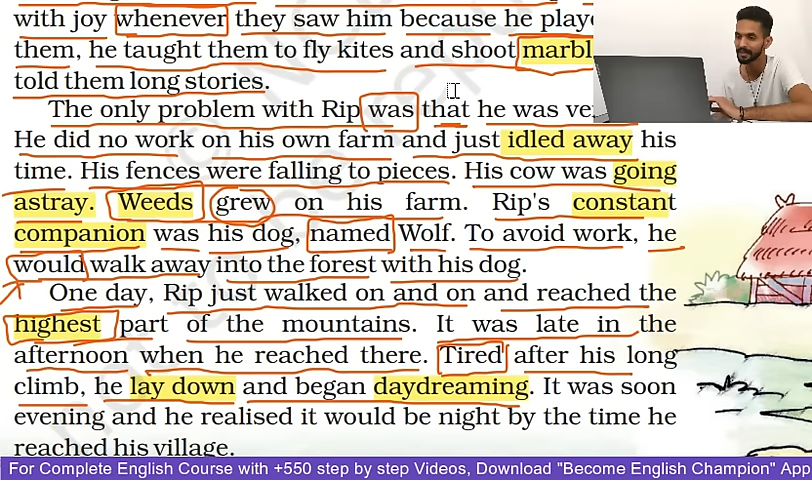 with joy whenever they saw him because he
them, he taught them to fly kites and shoot
told them long stories.
The only problem with Rip was that he was
He did no work on his own farm and just idled away his
time. His fences were falling to pieces. His cow was going
astray. Weeds grew on his farm. Rip's constant
companion was his dog, named Wolf. To avoid work, he
would walk away into the forest with his dog.
One day, Rip just walked on and on and reached the
highest part of the mountains. It was late in the
afternoon when he reached there. Tired after his long
climb, he lay down and began daydreaming. It was soon
evening and he realised it would be night by the time he
reached his village.
For Complete English Course with +550 step by step Videos, Download "Become English Champion" App